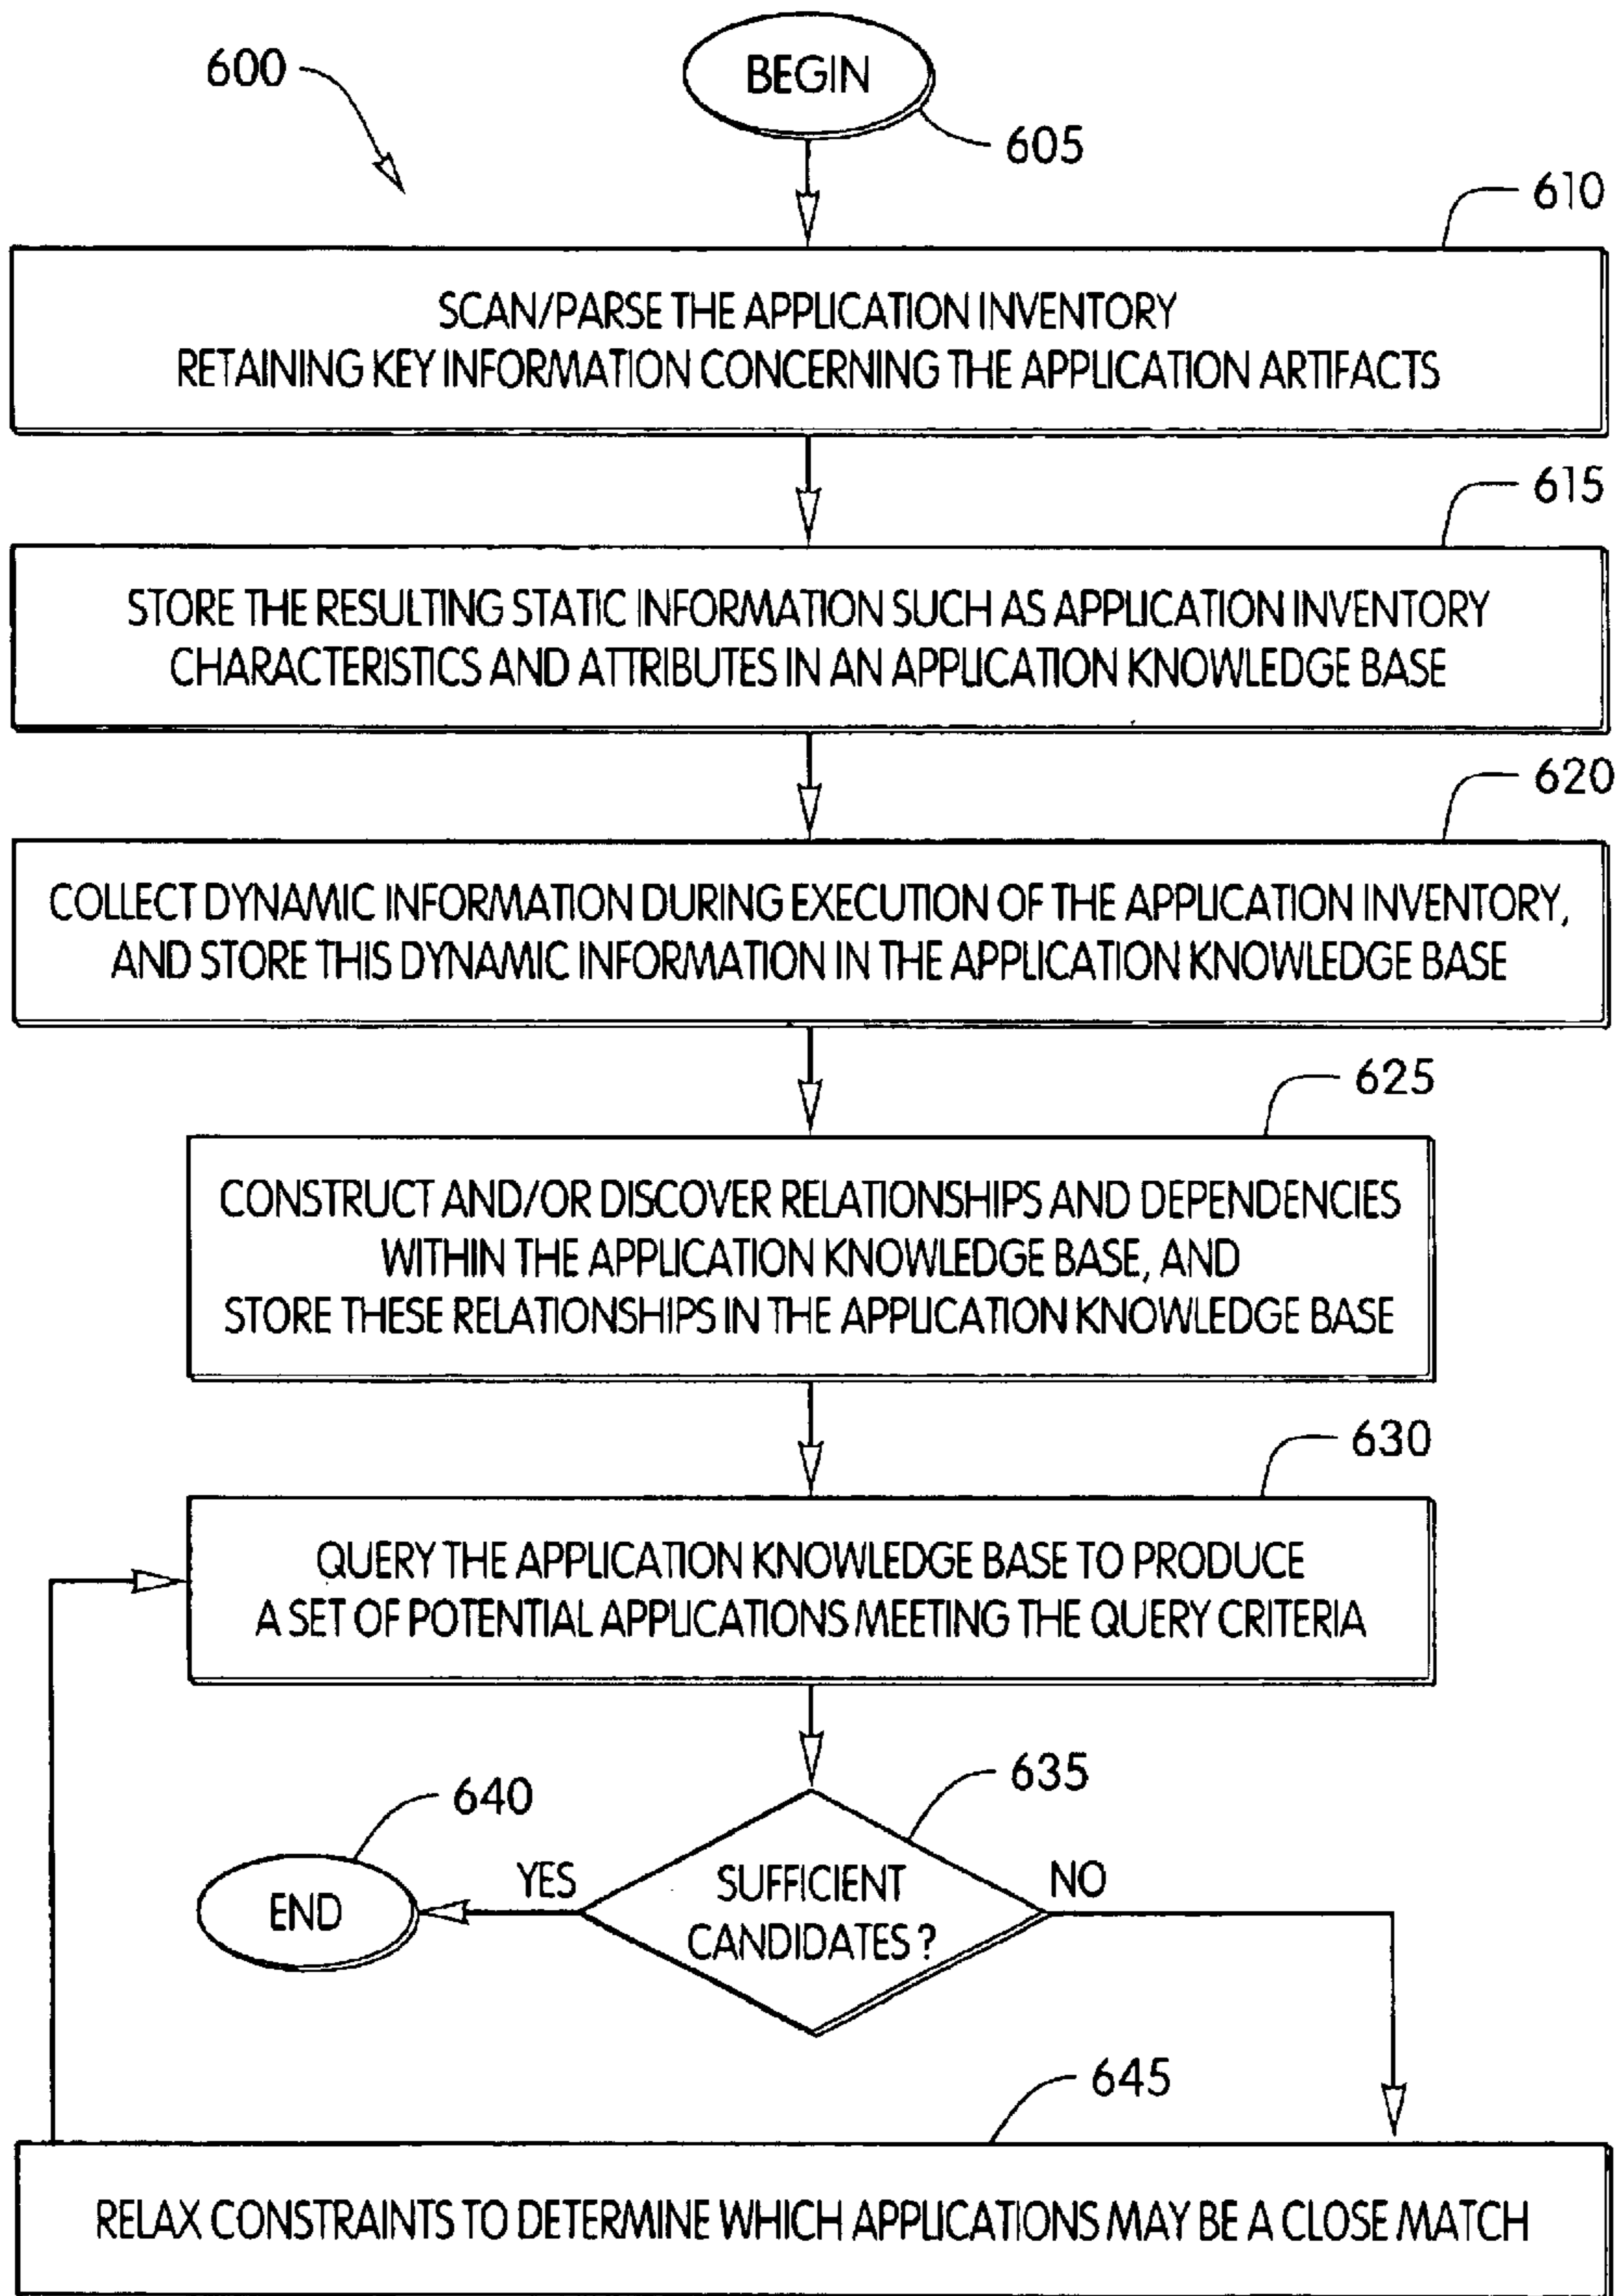 600
BEGIN
605
610
SCAN/PARSE THE APPLICATION INVENTORY
RETAINING KEY INFORMATION CONCERNING THE APPLICATION ARTIFACTS
615
STORE THE RESULTING STATIC INFORMATION SUCH AS APPLICATION INVENTORY
CHARACTERISTICS AND ATTRIBUTES IN AN APPLICATION KNOWLEDGE BASE
620
COLLECT DYNAMIC INFORMATION DURING EXECUTION OF THE APPLICATION INVENTORY,
AND STORE THIS DYNAMIC INFORMATION IN THE APPLICATION KNOWLEDGE BASE
625
CONSTRUCT AND/OR DISCOVER RELATIONSHIPS AND DEPENDENCIES
WITHIN THE APPLICATION KNOWLEDGE BASE, AND
STORE THESE RELATIONSHIPS IN THE APPLICATION KNOWLEDGE BASE
630
QUERY THE APPLICATION KNOWLEDGE BASE TO PRODUCE
A SET OF POTENTIAL APPLICATIONS MEETING THE QUERY CRITERIA
635
640
YES
NO
SUFFICIENT
CANDIDATES?
END
645
RELAX CONSTRAINTS TO DETERMINE WHICH APPLICATIONS MAY BE A CLOSE MATCH